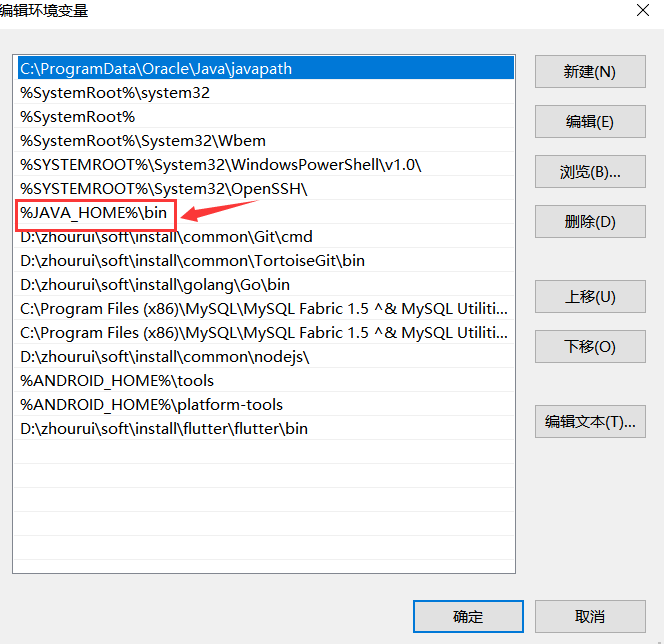 编辑环境变量
C:\ProgramData\Oracle\Java\javapath
%SystemRoot%\system32
%SystemRoot%
%SystemRoot%\System32\Wbem
%SYSTEMROOT%\System32\WindowsPowerShell\v1.0\
%SYSTEMROOT%\System32\OpenSSH\
%JAVA_HOME%\bin
D:\zhourui\soft\install\common\Git\cmd
D:\zhourui\soft\install\common\TortoiseGit\bin
D:\zhourui\soft\install\golang\Go\bin
C:\Program Files (x86)\MySQL\MySQL Fabric 1.5 ^& MySQL Utiliti...
C:\Program Files (x86)\MySQL\MySQL Fabric 1.5 ^& MySQL Utiliti...
D:\zhourui\soft\install\common\nodejs\
%ANDROID_HOME%\tools
%ANDROID_HOME%\platform-tools
D:\zhourui\soft\install\flutter\flutter\bin
新建(N)
编辑(E)
浏览(B)...
删除(D)
上移(U)
下移(O)
编辑文本(T)...
确定
取消